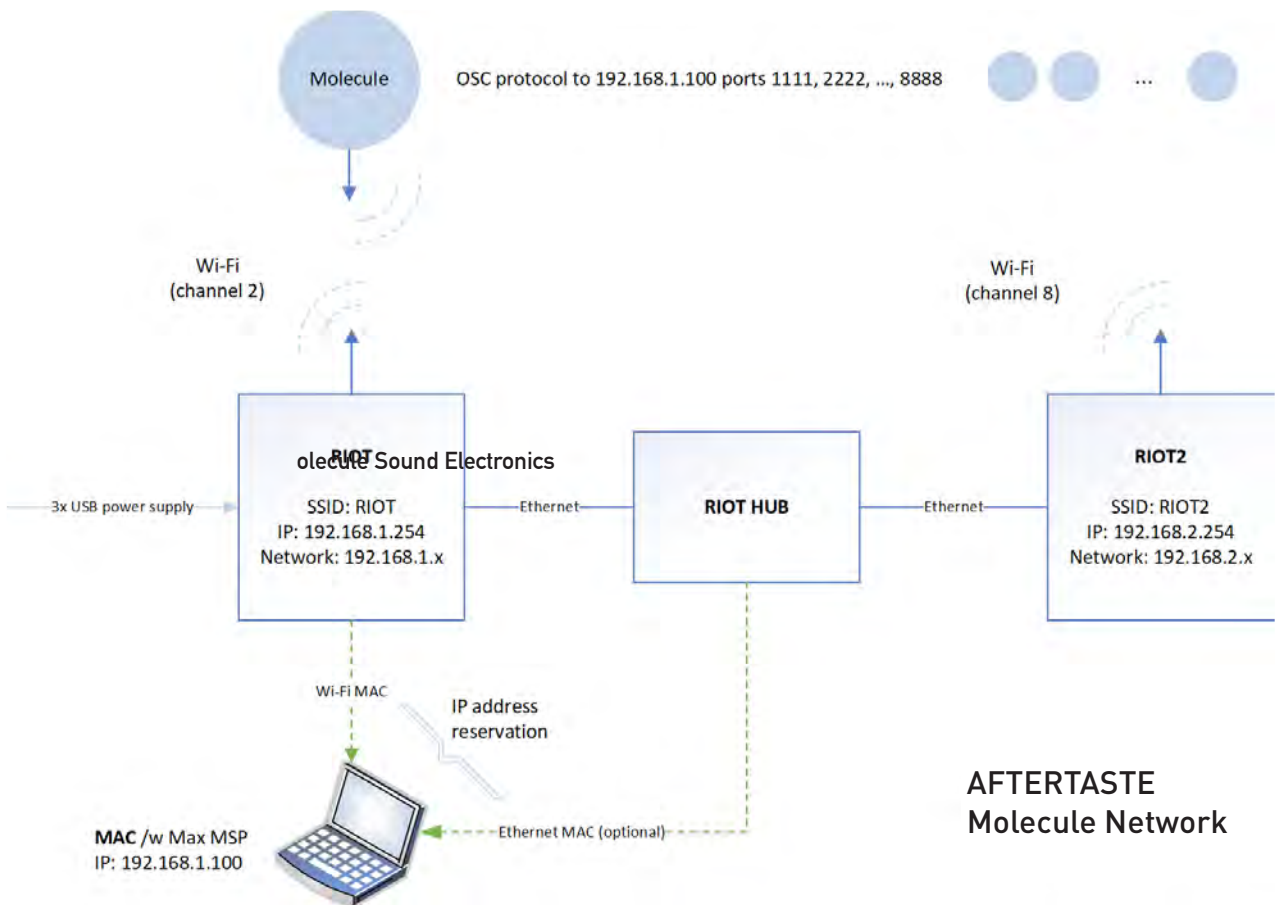 Molecule
OSC protocol to 192.168.1.100 ports 1111, 2222, ..., 8888
...
Wi-Fi
(channel 2)
Wi-Fi
(channel 8)
RIOT
olecule Sound Electronics
SSID: RIOT
IP: 192.168.1.254
Network: 192.168.1.x
3x USB power supply
Ethernet
RIOT HUB
Ethernet
RIOT2
SSID: RIOT2
IP: 192.168.2.254
Network: 192.168.2.x
Wi-Fi MAC
IP address
reservation
Ethernet MAC (optional)
MAC /w Max MSP
IP: 192.168.1.100
AFTERTASTE
Molecule Network